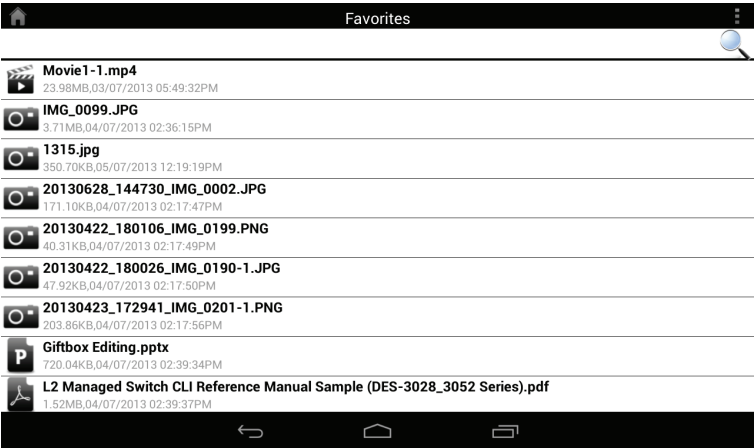 Favorites
Movie1-1.mp4
23.98MB,03/07/2013 05:49:32PM
IMG_0099.JPG
3.71MB,04/07/2013 02:36:15PM
1315.jpg
350.70KB,05/07/2013 12:19:19PM
20130628_144730_IMG_0002.JPG
171.10KB,04/07/2013 02:17:47PM
20130422_180106_IMG_0199.PNG
40.31KB,04/07/2013 02:17:49PM
20130422_180026_IMG_0190-1.JPG
47.92KB,04/07/2013 02:17:50PM
20130423_172941_IMG_0201-1.PNG
203.86KB,04/07/2013 02:17:56PM
P
Giftbox Editing.pptx
720.04KB,04/07/2013 02:39:34PM
L2 Managed Switch CLI Reference Manual Sample (DES-3028_3052 Series).pdf
1.52MB,04/07/2013 02:39:37PM